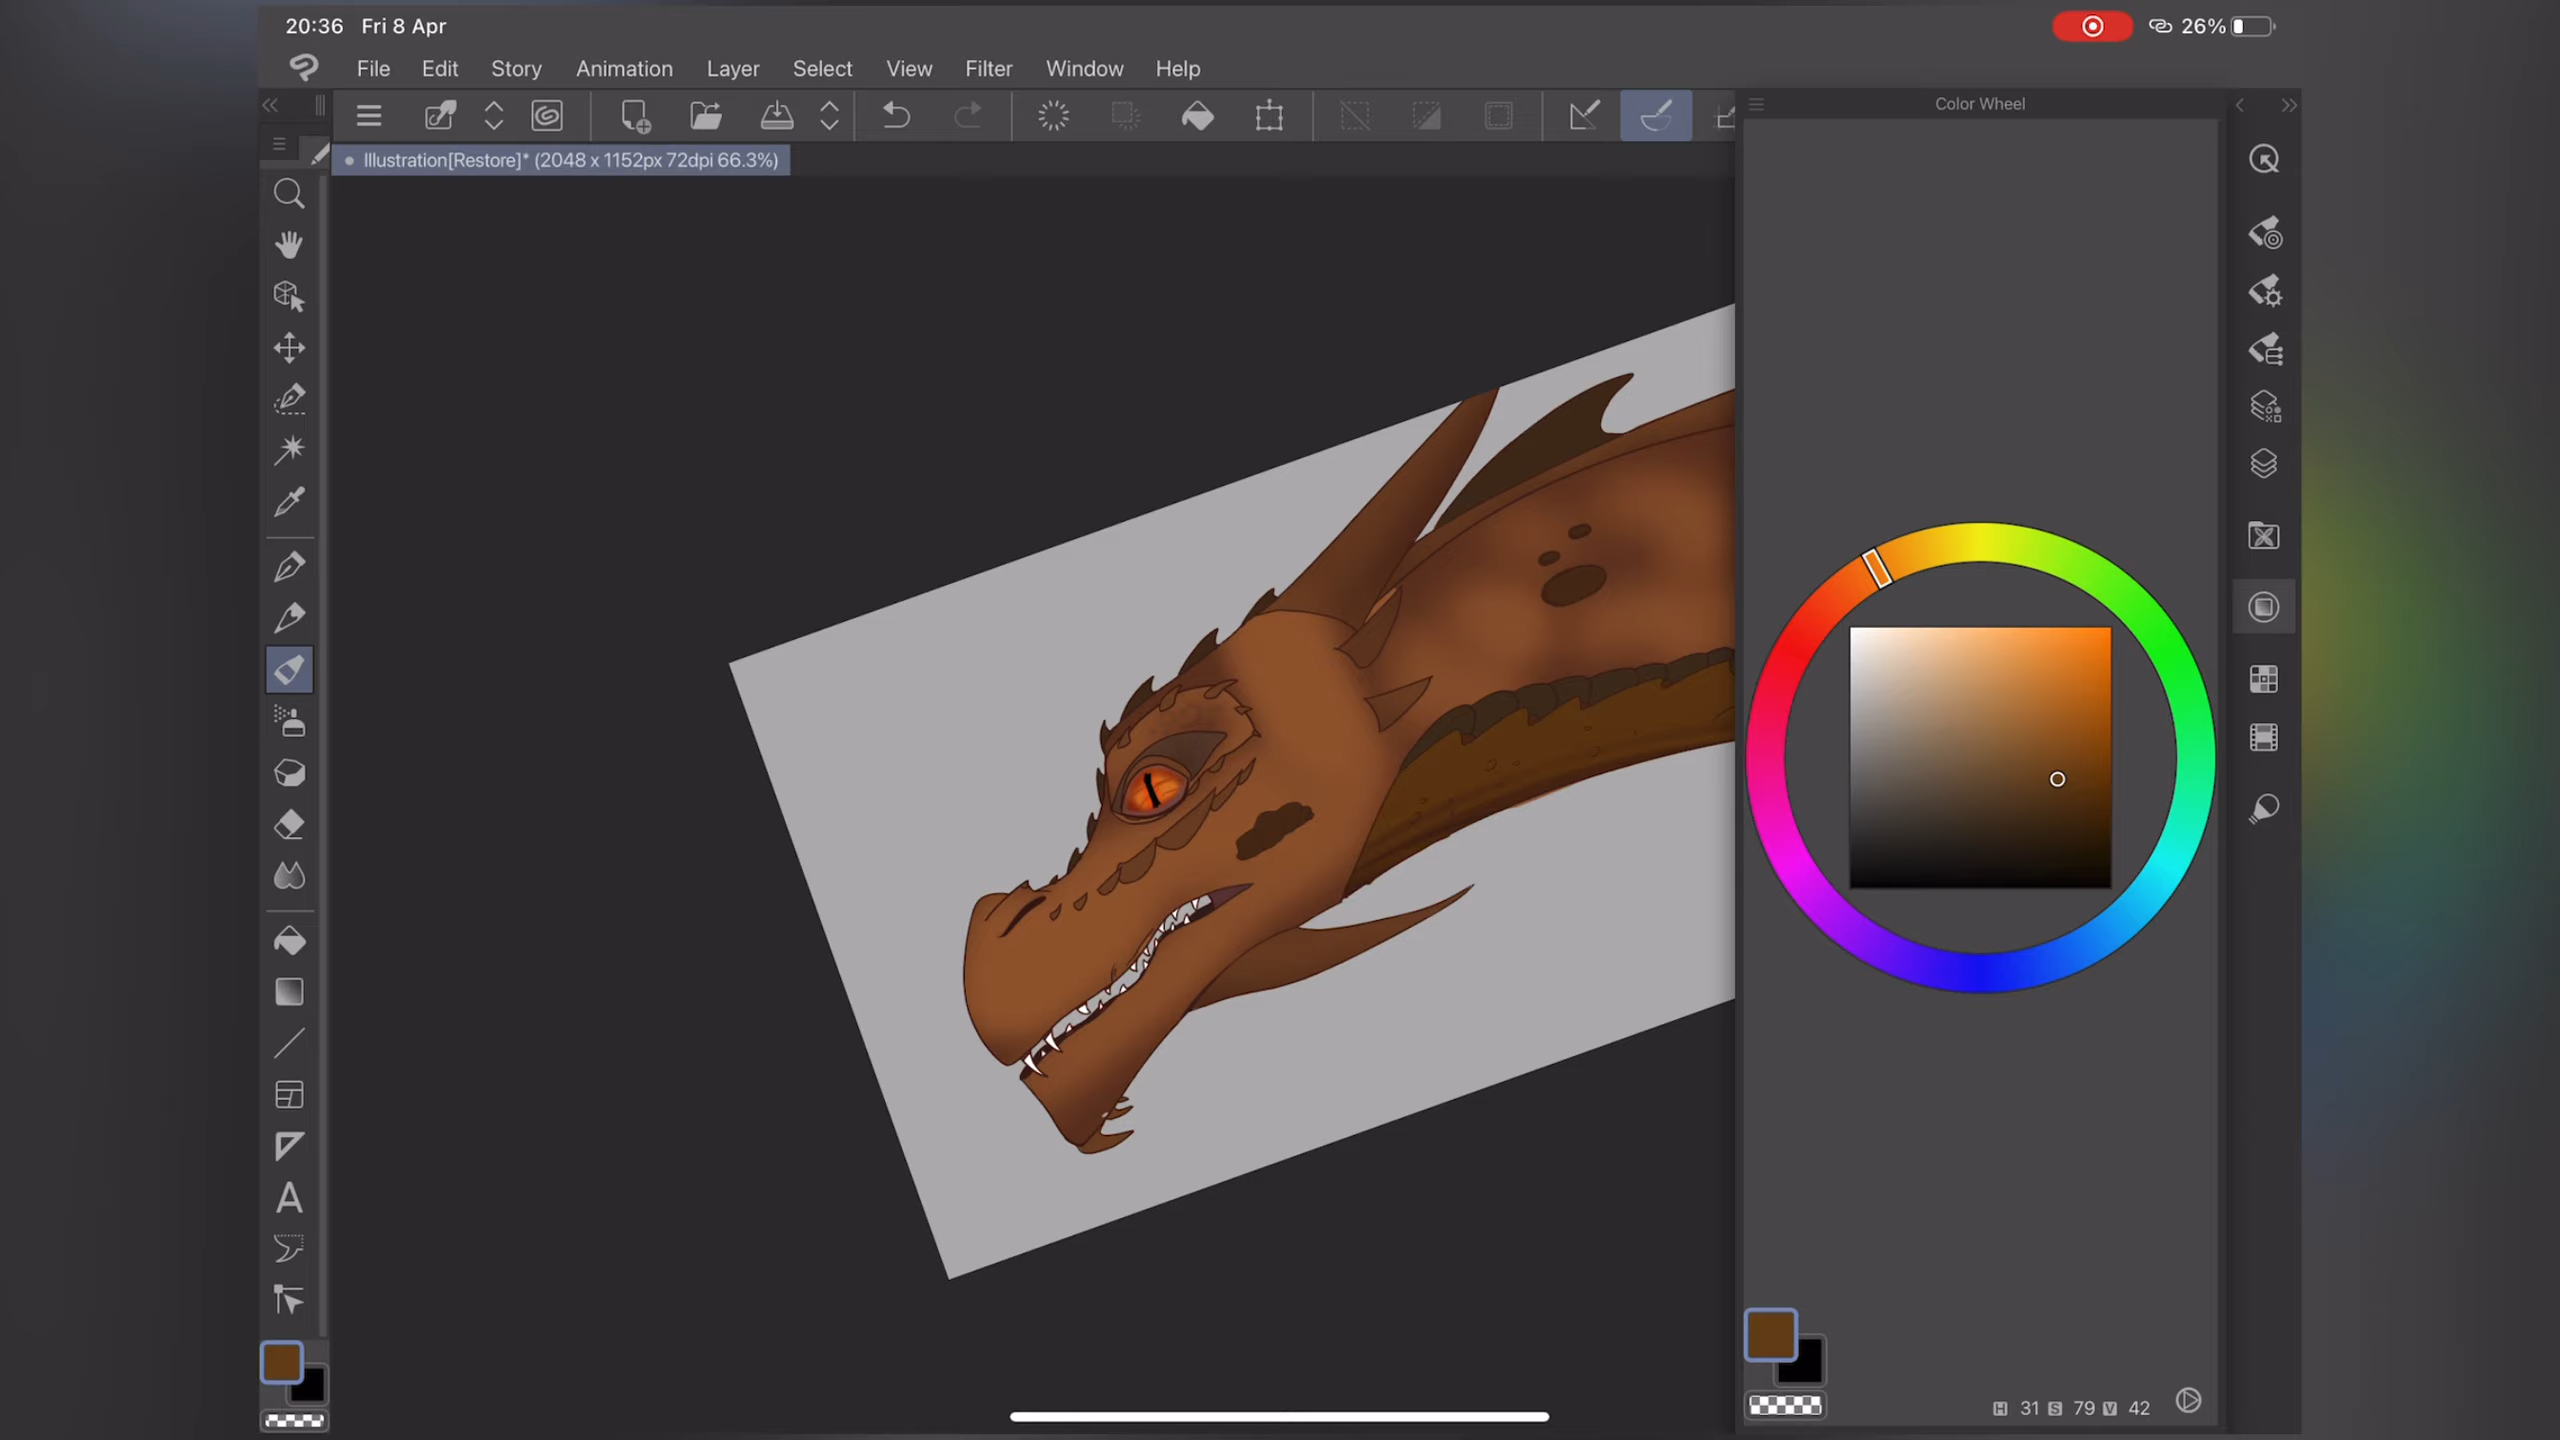 20:36 Fri 8 Apr 26%
File Edit Story Animation Layer Select View Filter Window Help
Color Wheel
Illustration[Restore]* (2048 x 1152px 72dpi 66.3%)
H 31 S 79 V 42